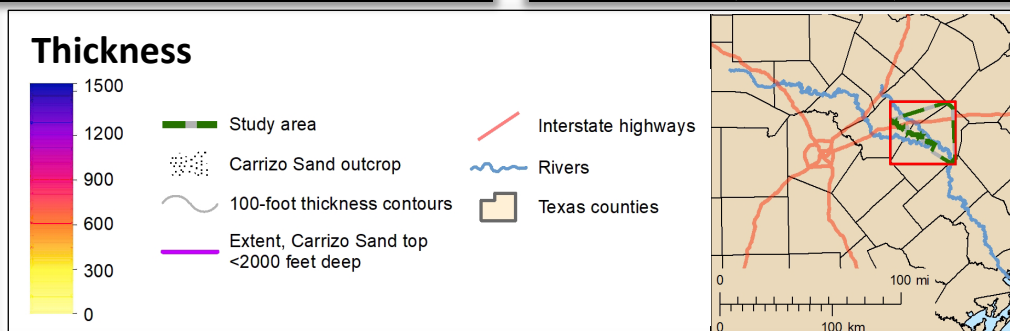 Thickness
1500
1200
900
600
300
0
Study area
Carrizo Sand outcrop
100-foot thickness contours
Extent, Carrizo Sand top
<2000 feet deep
Interstate highways
Rivers
Texas counties
0 100 mi
0 100 km